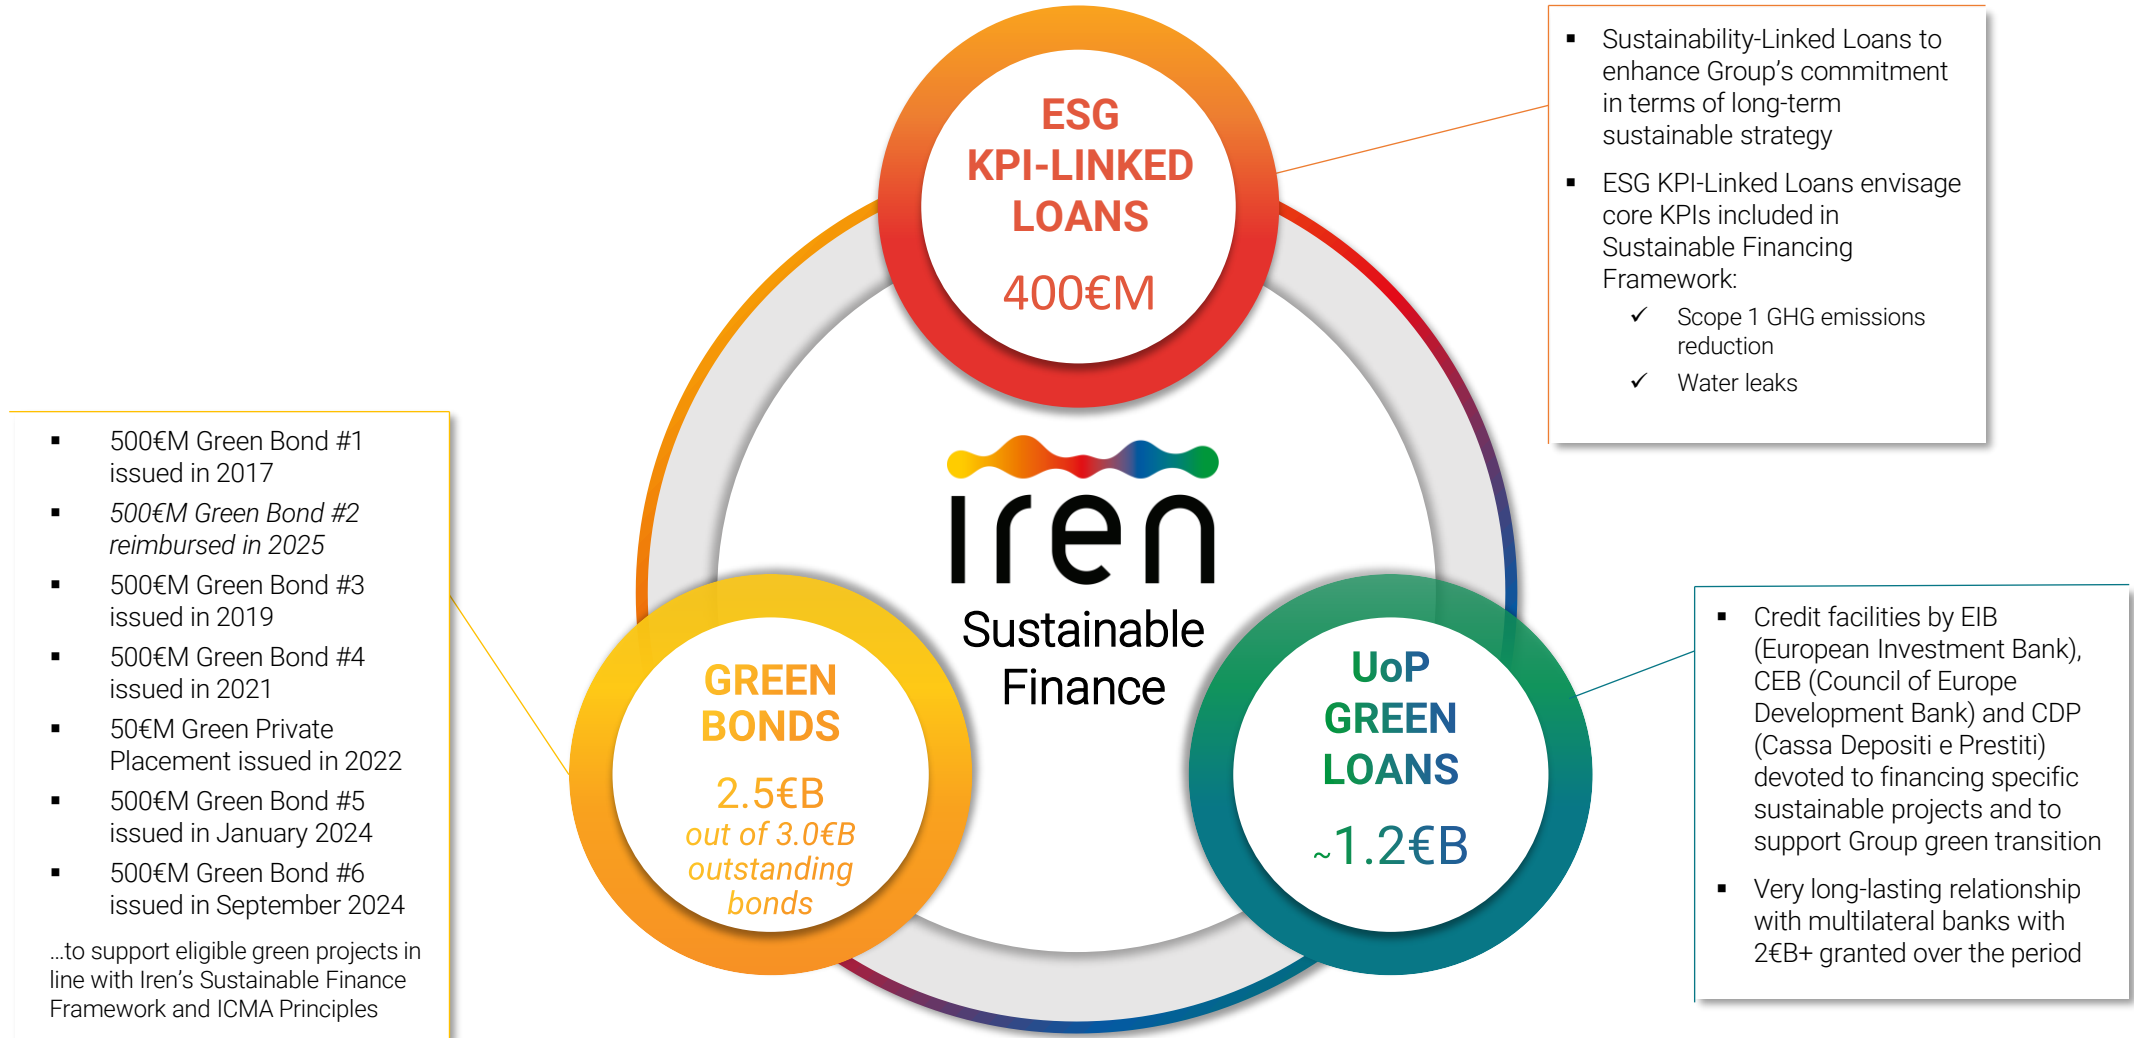 ESG
KPI-LINKED
LOANS
400€M
▪ Sustainability-Linked Loans to
enhance Group's commitment
in terms of long-term
sustainable strategy
▪ ESG KPI-Linked Loans envisage
core KPIs included in
Sustainable Financing
Framework:
✓ Scope 1 GHG emissions
reduction
✓ Water leaks
▪ 500€M Green Bond #1
issued in 2017
▪ 500€M Green Bond #2
reimbursed in 2025
▪ 500€M Green Bond #3
issued in 2019
▪ 500€M Green Bond #4
issued in 2021
▪ 50€M Green Private
Placement issued in 2022
▪ 500€M Green Bond #5
issued in January 2024
▪ 500€M Green Bond #6
issued in September 2024
...to support eligible green projects in
line with Iren's Sustainable Finance
Framework and ICMA Principles
iren
Sustainable
Finance
GREEN
BONDS
2.5€B
out of 3.0€B
outstanding
bonds
UoP
GREEN
LOANS
~1.2€B
▪ Credit facilities by EIB
(European Investment Bank),
CEB (Council of Europe
Development Bank) and CDP
(Cassa Depositi e Prestiti)
devoted to financing specific
sustainable projects and to
support Group green transition
▪ Very long-lasting relationship
with multilateral banks with
2€B+ granted over the period